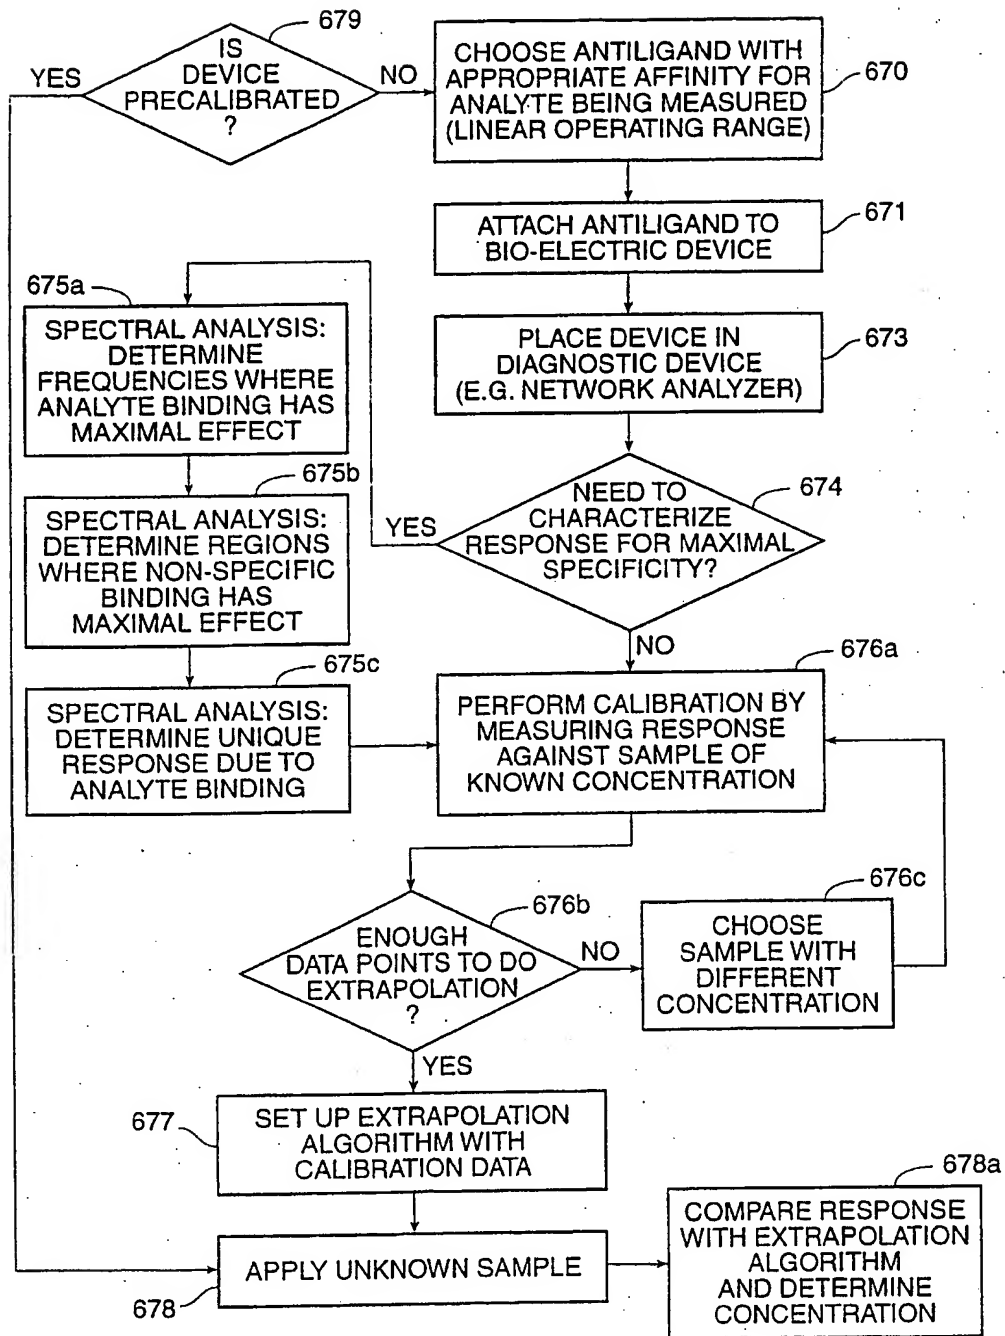 679
IS
DEVICE
PRECALIBRATED
?
YES
NO
CHOOSE ANTILIGAND WITH
APPROPRIATE AFFINITY FOR
ANALYTE BEING MEASURED
(LINEAR OPERATING RANGE)
670
ATTACH ANTILIGAND TO
BIO-ELECTRIC DEVICE
671
PLACE DEVICE IN
DIAGNOSTIC DEVICE
(E.G. NETWORK ANALYZER)
673
NEED TO
CHARACTERIZE
RESPONSE FOR MAXIMAL
SPECIFICITY?
674
YES
NO
675a
SPECTRAL ANALYSIS:
DETERMINE
FREQUENCIES WHERE
ANALYTE BINDING HAS
MAXIMAL EFFECT
675b
SPECTRAL ANALYSIS:
DETERMINE REGIONS
WHERE NON-SPECIFIC
BINDING HAS
MAXIMAL EFFECT
675c
SPECTRAL ANALYSIS:
DETERMINE UNIQUE
RESPONSE DUE TO
ANALYTE BINDING
676a
PERFORM CALIBRATION BY
MEASURING RESPONSE
AGAINST SAMPLE OF
KNOWN CONCENTRATION
676b
ENOUGH
DATA POINTS TO DO
EXTRAPOLATION
?
NO
YES
676c
CHOOSE
SAMPLE WITH
DIFFERENT
CONCENTRATION
677
SET UP EXTRAPOLATION
ALGORITHM WITH
CALIBRATION DATA
APPLY UNKNOWN SAMPLE
678
678a
COMPARE RESPONSE
WITH EXTRAPOLATION
ALGORITHM
AND DETERMINE
CONCENTRATION